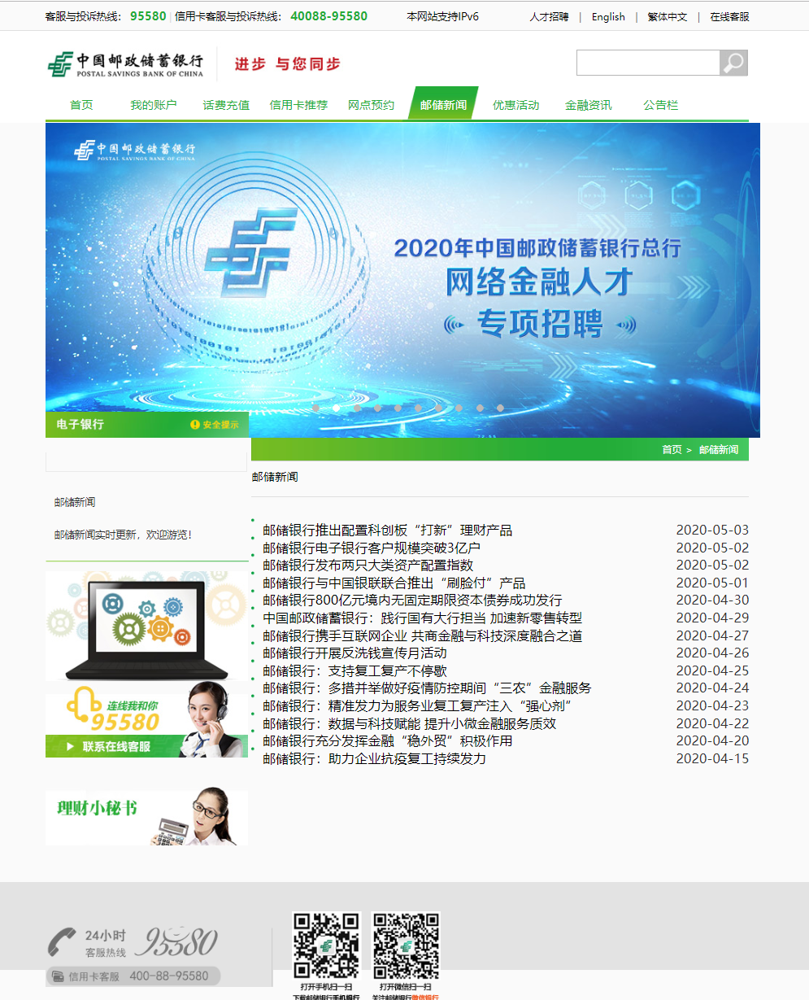 客服与投诉热线： 95580 | 信用卡客服与投诉热线： 40088-95580 本网站支持IPv6 人才招聘 | English | 繁体中文 | 在线客服
中国邮政储蓄银行 进步 与您同步
POSTAL SAVINGS BANK OF CHINA
首页 我的账户 话费充值 信用卡推荐 网点预约 邮储新闻 优惠活动 金融资讯 公告栏
中国邮政储蓄银行
POSTAL SAVINGS BANK OF CHINA
2020年中国邮政储蓄银行总行
网络金融人才
专项招聘
电子银行 安全提示
首页 > 邮储新闻
邮储新闻
邮储新闻
邮储新闻实时更新，欢迎游览！
邮储银行推出配置科创板“打新”理财产品 2020-05-03
邮储银行电子银行客户规模突破3亿户 2020-05-02
邮储银行发布两只大类资产配置指数 2020-05-02
邮储银行与中国银联联合推出“刷脸付”产品 2020-05-01
邮储银行800亿元境内无固定期限资本债券成功发行 2020-04-30
中国邮政储蓄银行：践行国有大行担当 加速新零售转型 2020-04-29
邮储银行携手互联网企业 共商金融与科技深度融合之道 2020-04-27
邮储银行开展反洗钱宣传月活动 2020-04-26
邮储银行：支持复工复产不停歇 2020-04-25
邮储银行：多措并举做好疫情防控期间“三农”金融服务 2020-04-24
邮储银行：精准发力为服务业复工复产注入“强心剂” 2020-04-23
邮储银行：数据与科技赋能 提升小微金融服务质效 2020-04-22
邮储银行充分发挥金融“稳外贸”积极作用 2020-04-20
邮储银行：助力企业抗疫复工持续发力 2020-04-15
连线我和你
95580
联系在线客服
理财小秘书
24小时 95580
客服热线
信用卡客服 400-88-95580
打开手机扫一扫 打开微信扫一扫
下载邮储银行手机银行 关注邮储银行微信银行